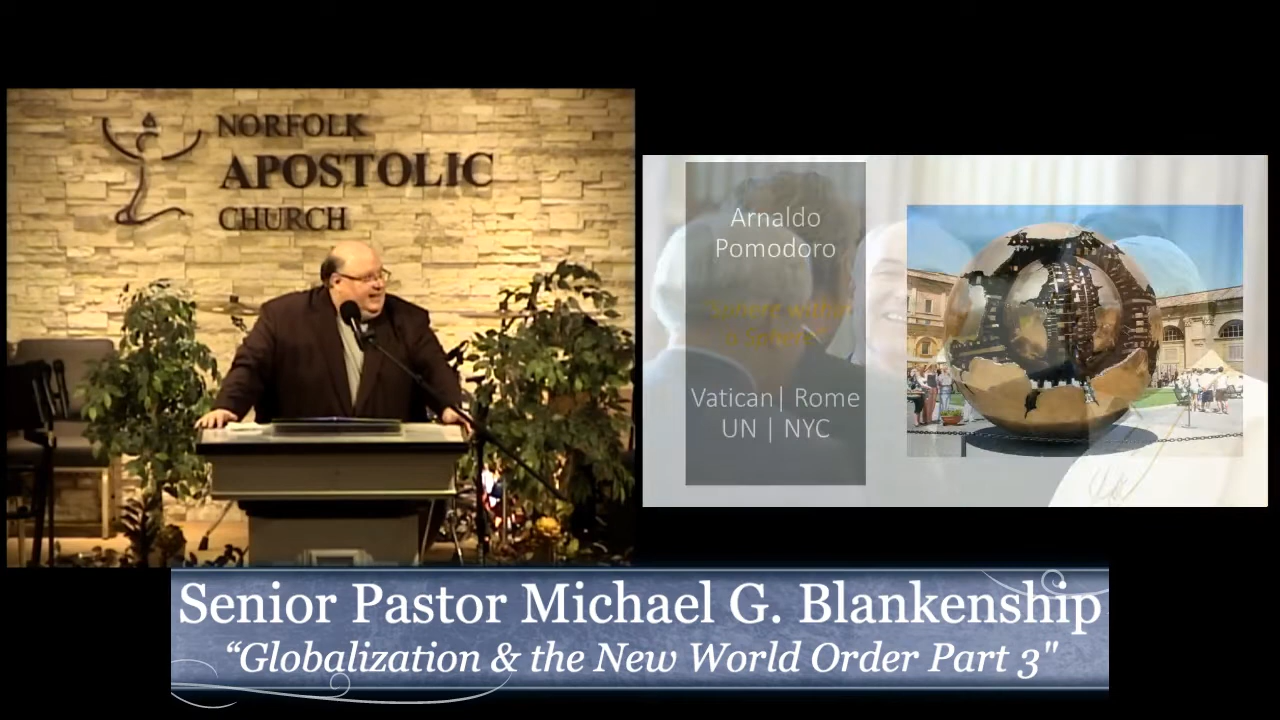 NORFOLK
APOSTOLIC
CHURCH
Arnaldo
Pomodoro
"Sphere within
a Sphere"
Vatican| Rome
UN | NYC
Senior Pastor Michael G. Blankenship
“Globalization & the New World Order Part 3"